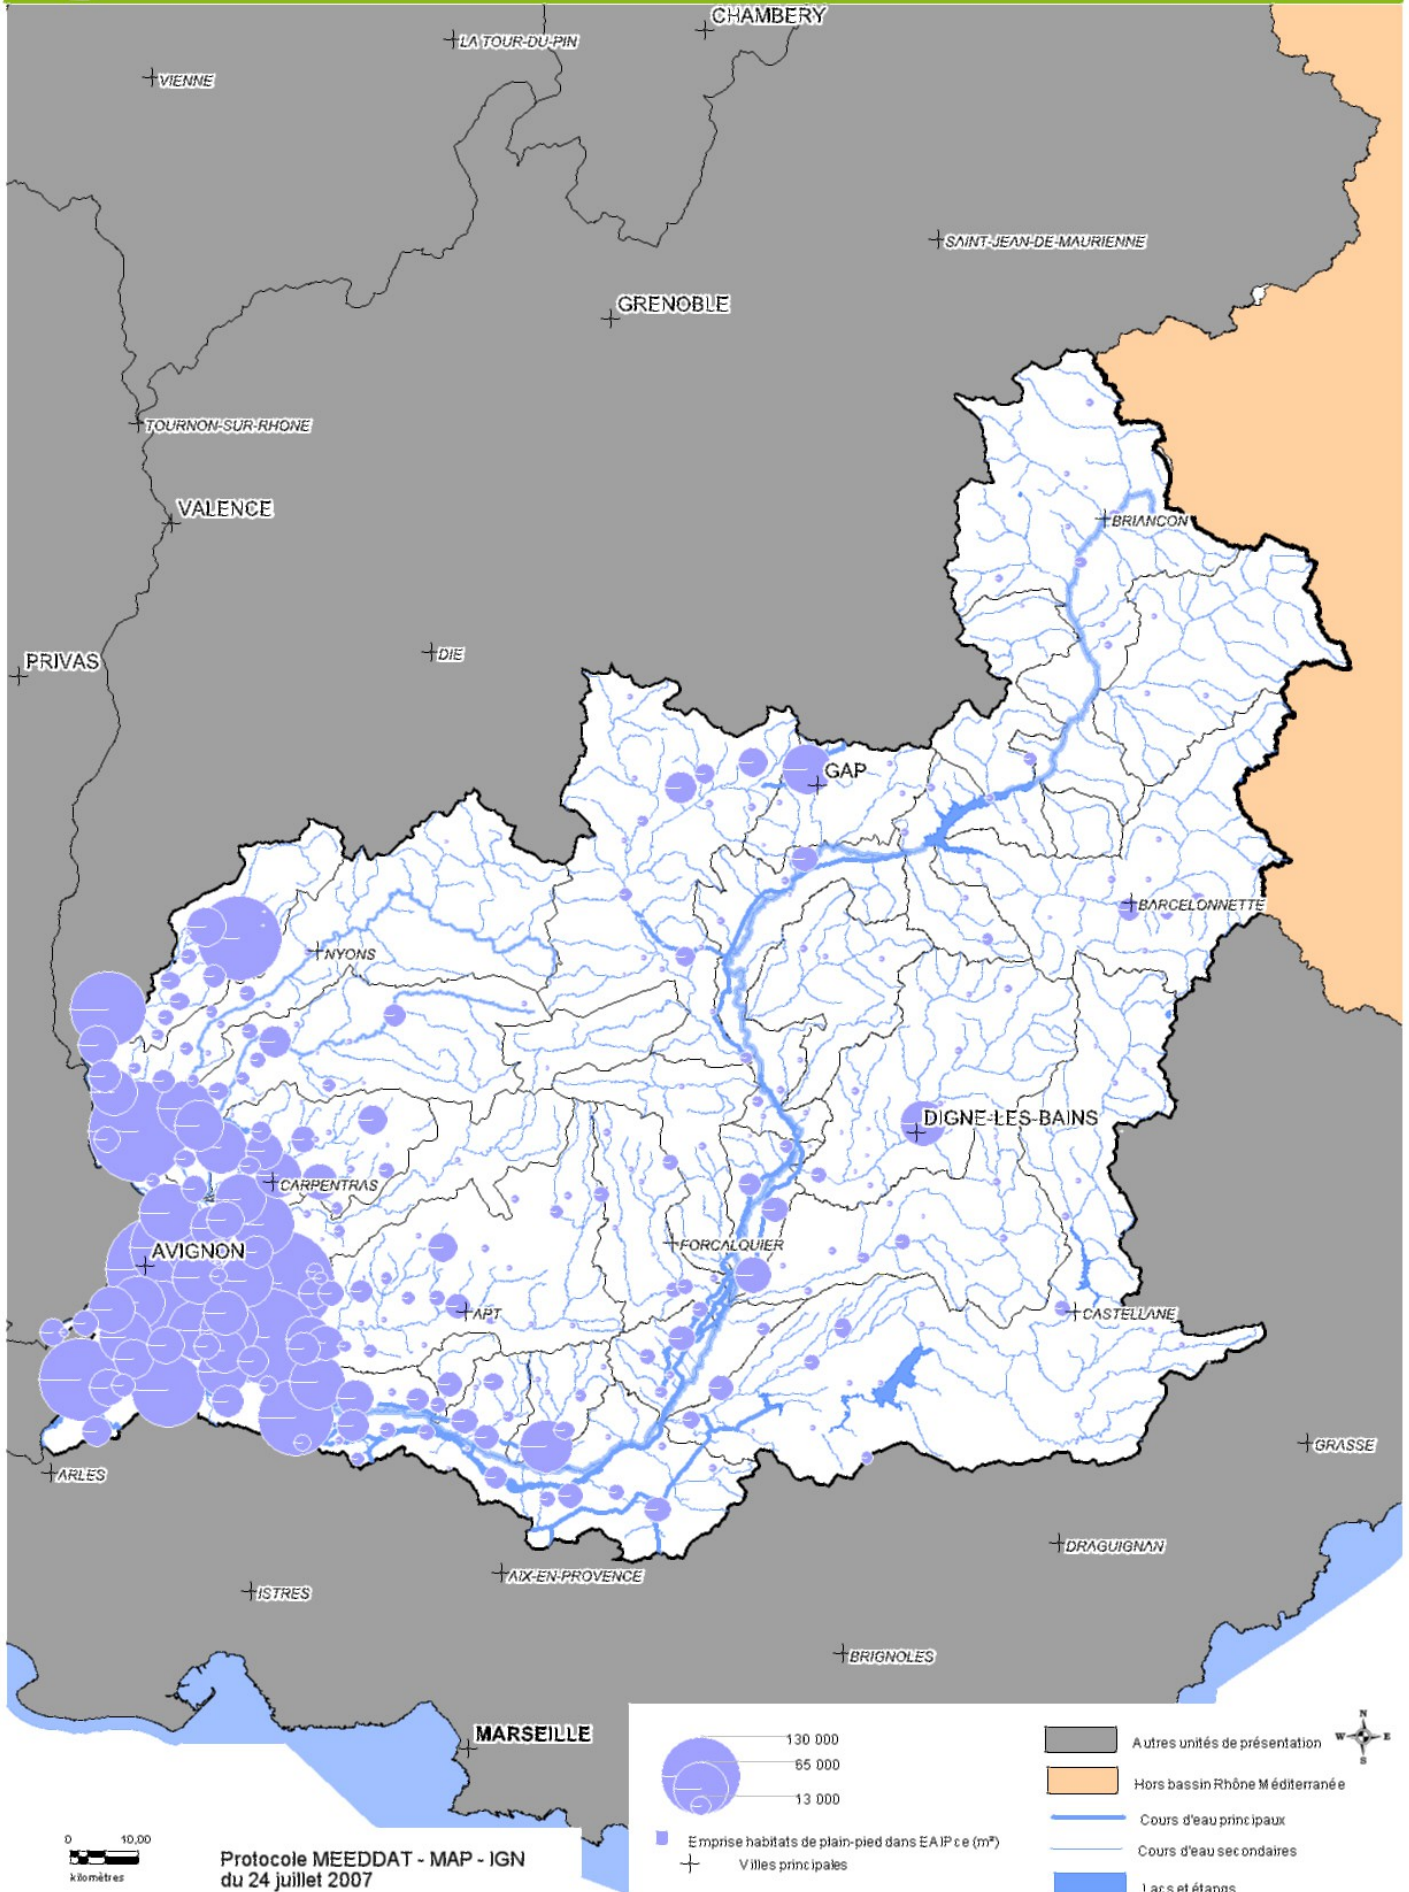 CHAMBERY
LA TOUR-DU-PIN
VIENNE
SAINT-JEAN-DE-MAURIENNE
GRENOBLE
TOURNON-SUR-RHONE
VALENCE
BRIANCON
DIE
PRIVAS
GAP
BARCELONNETTE
NYONS
DIGNE-LES-BAINS
CARPENTRAS
FORCALQUIER
AVIGNON
APT
CASTELLANE
GRASSE
ARLES
DRAGUIGNAN
AIX-EN-PROVENCE
ISTRES
BRIGNOLES
MARSEILLE
130 000
65 000
13 000
Emprise habitats de plain-pied dans EAIPce (m²)
Villes principales
Autres unités de présentation
Hors bassin Rhône Méditerranée
Cours d'eau principaux
Cours d'eau secondaires
Lacs et étangs
N
W E
S
0 10,00
kilomètres
Protocole MEEDDAT - MAP - IGN
du 24 juillet 2007